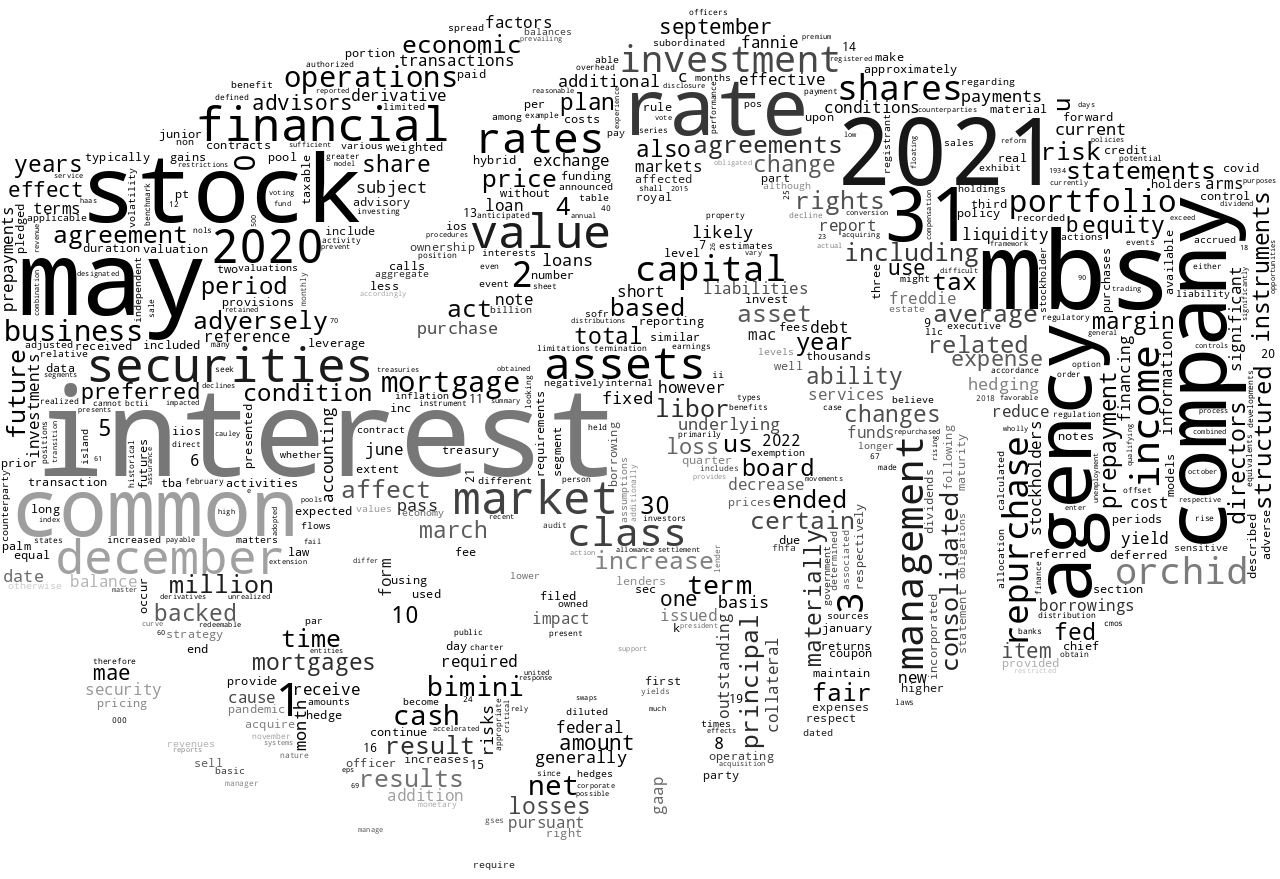 officers
spread factors september premium
balances
prevailing
economic subordinated fannie
portion investment 14
registered make
transactions able
authorized overhead approximately
operations paid additional c months effective
disclosure regarding
benefit reported rate shares
defined advisors derivative limited plan payment payments
reasonable per rule pos conditions counterparties material days
junior financial among example costs vote upon forward
non contracts sufficient various weighted rates pay series agreements 2021 current
years typically gains pool greater share hybrid exchange also low sales reform risk
restrictions model markets change real credit
service stock subject price funding affected obligated exhibit potential
effect haas pt voting advisory without announced shall 2015 part although 1934 statements covid
terms 12 fund investing loan 4 table royal rights holdings currently holders arms purposes
applicable nols 500 include ios 13 anticipated annual 40 decline conversion 31 third portfolio control dividend
agreement 2020 activity ownership value property report acquiring policy recorded equity exceed
duration valuation prevent position procedures likely 23 liquidity actions accrued
may designated two valuations calls interests loans level 7 estimates actual including framework events either 18
period aggregate even 2 number capital vary liabilities use difficult mbs 90 available
provisions less event sheet short invest might tax trading liability
retained accordingly note act billion based asset freddie
business adversely 70 purchase sofr reporting mac fees debt estate average regulatory margin
adjusted received included reference leverage distributions total similar earnings year 9 executive general
relative securities treasuries limitations termination assets levels thousands llc related controls 20
data seek obtained negatively internal ii well ability expense option
future preferred declines condition mortgage however services accordance order
realized cannot bctii impacted inflation looking fixed types case believe hedging
presents inc instrument 11 summary libor benefits changes 2018 favorable regulation process
positions island cauley interest held underlying funds repurchased reduce wholly notes combined
5 iios contract loss us 2022 longer
prior 61 direct whether june treasury primarily exemption 67 calculated october
transaction 6 extent segment quarter board made qualifying
tba february activities 21 different person includes movements offset respective
common pools affect pass market 30 decrease ended models cost
long high expected values economy recent investors prices certain enter rise
index flows march audit class periods sensitive
states increased payable matters fail due yield
palm december law fee action allowance settlement fhfa referred deferred adverse
equal extension differ increase orchid
date balance million lower lenders term section
otherwise master derivatives unrealized using sec one basis 3
backed redeemable used filed owned issued sources borrowings
curve par 10 impact k president january distribution cmos
60 strategy public present returns banks fed
end time entities day charter support coupon item chief
therefore mortgages required united first maintain provided obtain
mae provide response restricted
security cause receive bimini yields new higher
pricing pandemic 1 amounts become 24 swaps much 19 fair expenses laws
000 acquire hedge cash rely diluted times respect
november continue accelerated federal effects dated
revenues systems 16 result amount 8
reports nature officer increases 15 generally operating
sell basic eps since hedges party acquisition
manager 69 results net corporate
addition possible
monetary losses
gses pursuant
manage right
require
prepayments
pledged
revenue
combination
volatility
benchmark
independent
sale
taxable
0
monthly
investments
historical
futures
assurance
transition
adopted
presented
accounting
counterparty
occur
month
form
risks
appropriate
critical
requirements
borrowing
assumptions
additionally
experience
performance
lender
outstanding
principal
collateral
materially
government
determined
associated
respectively
three
registrant
floating
compensation
u
stockholder
purchases
policies
management
rising
dividends
incorporated
consolidated
following
maturity
statement
obligations
allocation
repurchase
stockholders
finance
agency
unemployment
prepayment
financing
income
information
company
significant
directors
equivalents
developments
structured
described
instruments
significantly
opportunities
gaap